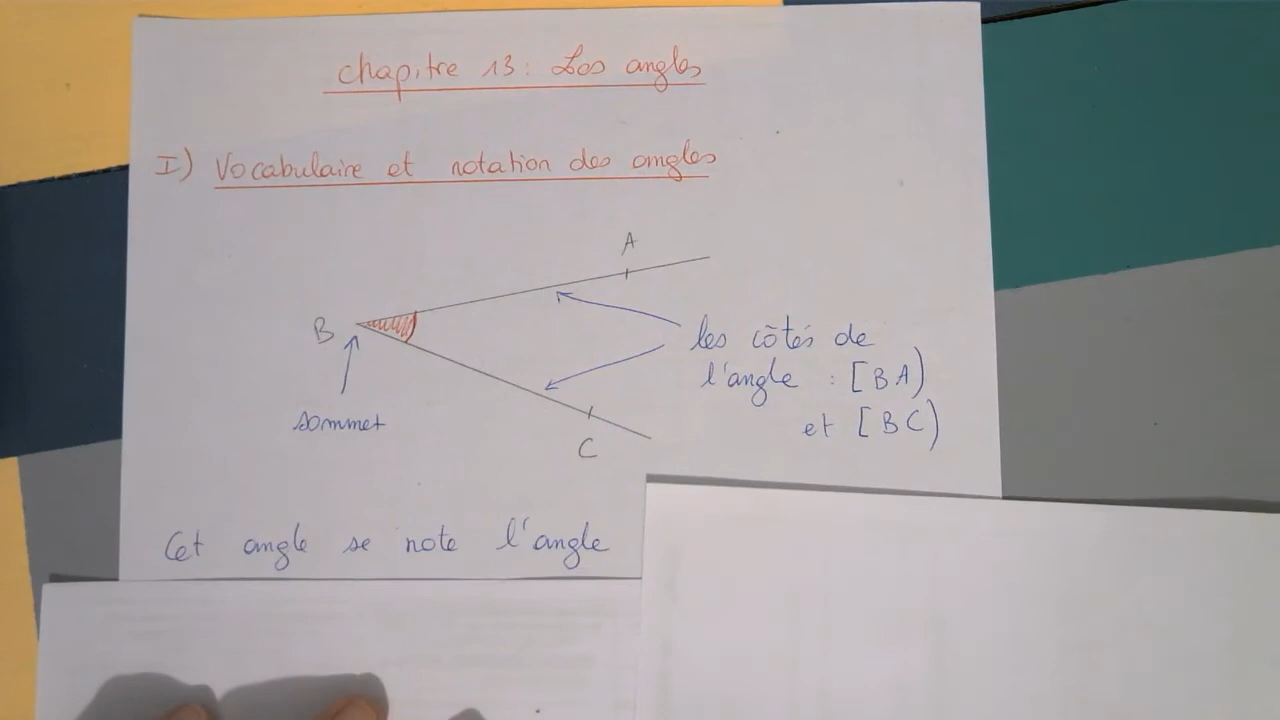 Chapitre 13 : Les angles
I) Vocabulaire et notation des angles
A
B
les côtés de
l'angle : [BA)
et [BC)
sommet
C
Cet angle se note l'angle